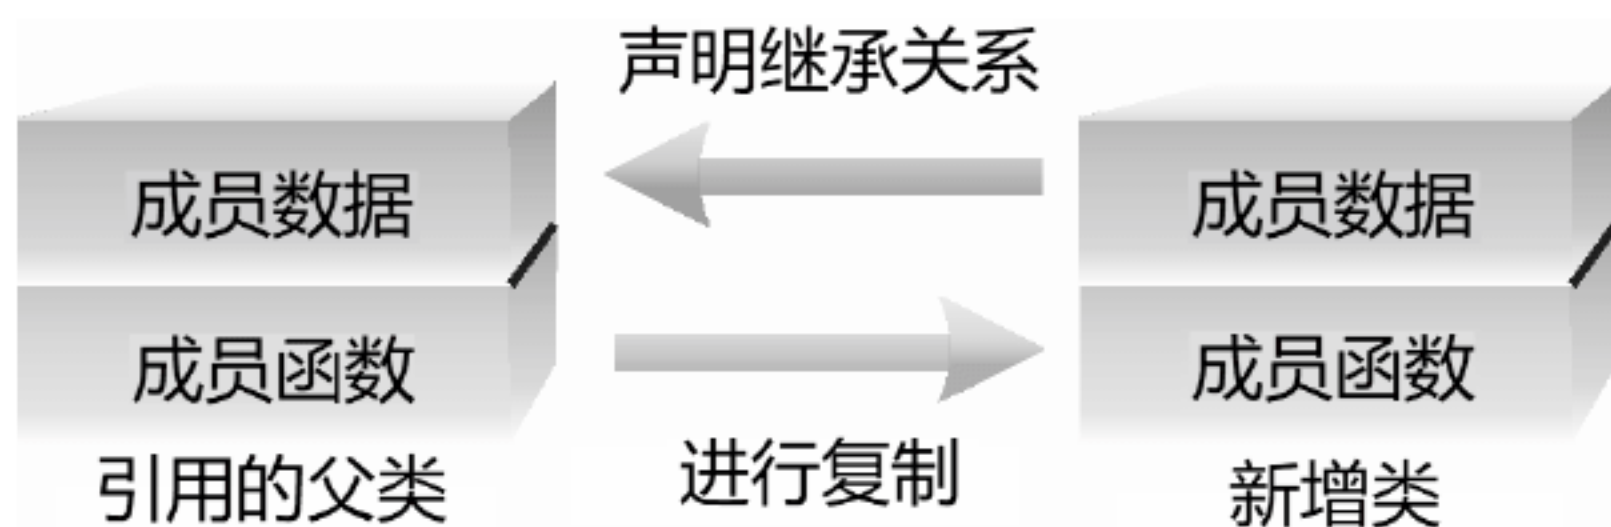 声明继承关系
成员数据
成员数据
成员函数
成员函数
引用的父类
进行复制
新增类